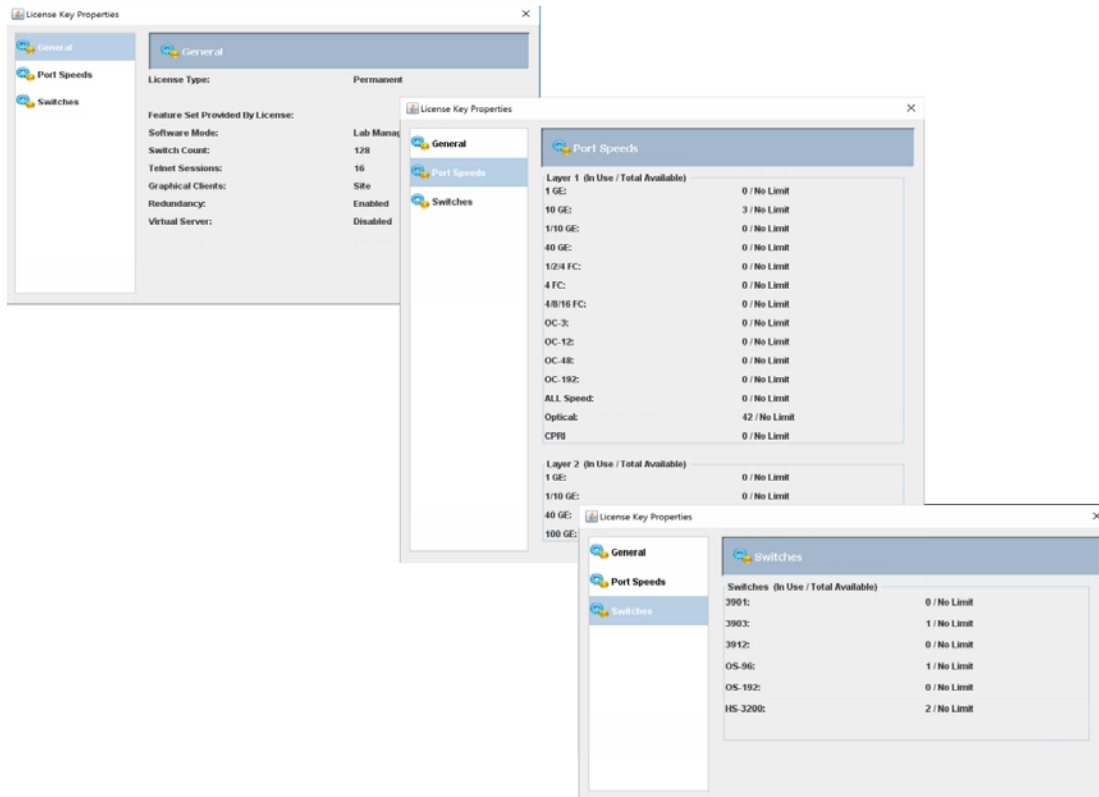 License Key Properties
General
Port Speeds
Switches
General
License Type: Permanent
Feature Set Provided By License:
Software Mode: Lab Manag
Switch Count: 128
Telnet Sessions: 16
Graphical Clients: Site
Redundancy: Enabled
Virtual Server: Disabled
License Key Properties
General
Port Speeds
Switches
Port Speeds
Layer 1 (In Use / Total Available)
1 GE: 0 / No Limit
10 GE: 3 / No Limit
1/10 GE: 0 / No Limit
40 GE: 0 / No Limit
1/2/4 FC: 0 / No Limit
4 FC: 0 / No Limit
4/8/16 FC: 0 / No Limit
OC-3: 0 / No Limit
OC-12: 0 / No Limit
OC-48: 0 / No Limit
OC-192: 0 / No Limit
ALL Speed: 0 / No Limit
Optical: 42 / No Limit
CPRI 0 / No Limit
Layer 2 (In Use / Total Available)
1 GE: 0 / No Limit
1/10 GE: 0 / No Limit
40 GE:
100 GE:
License Key Properties
General
Port Speeds
Switches
Switches
Switches (In Use / Total Available)
3901: 0 / No Limit
3903: 1 / No Limit
3912: 0 / No Limit
OS-96: 1 / No Limit
OS-192: 0 / No Limit
HS-3200: 2 / No Limit